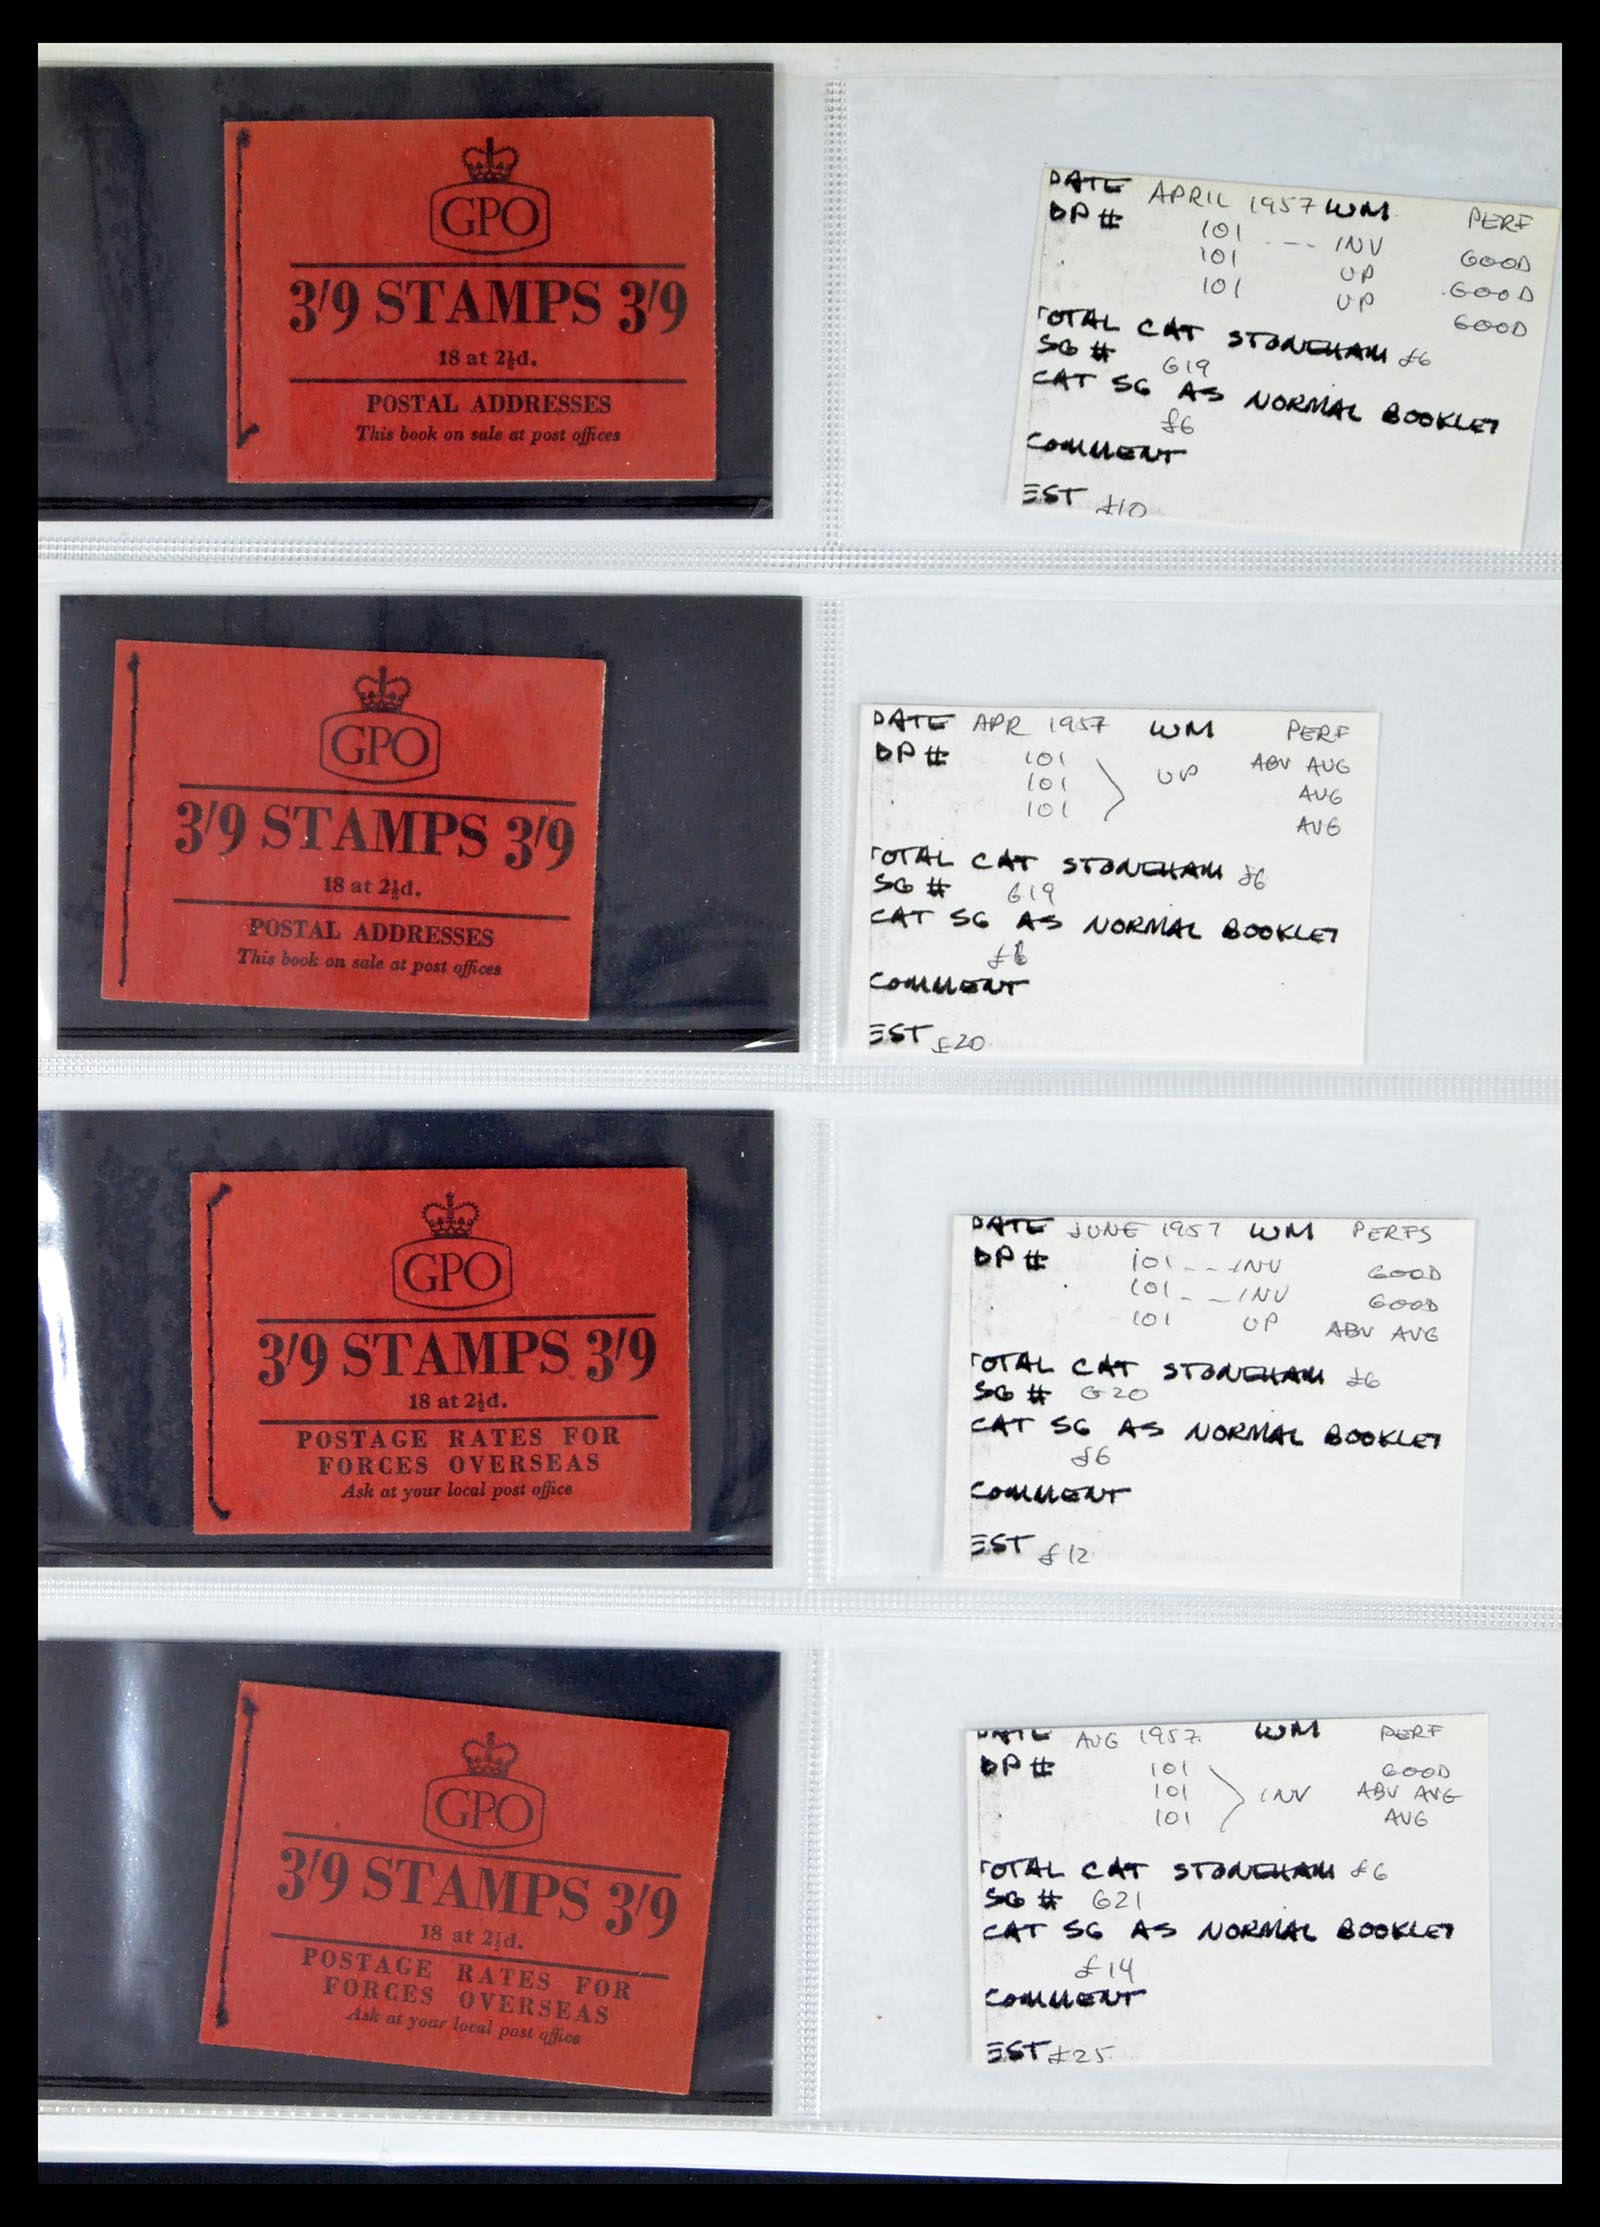 GPO
3/9 STAMPS 3/9
18 at 2½d.
POSTAL ADDRESSES
This book on sale at post offices
DATE APRIL 1957 WM PERF
DP # 101 --- INV GOOD
101 UP GOOD
101 UP GOOD
TOTAL CAT STONEHAM £6
SG # G19
CAT SG AS NORMAL BOOKLET
£6
COMMENT
EST £10
GPO
3/9 STAMPS 3/9
18 at 2½d.
POSTAL ADDRESSES
This book on sale at post offices
DATE APR 1957 WM PERF
DP # 101 UP ABV AVG
101 AVG
101 AVG
TOTAL CAT STONEHAM £6
SG # G19
CAT SG AS NORMAL BOOKLET
£6
COMMENT
EST £20
GPO
3/9 STAMPS 3/9
18 at 2½d.
POSTAGE RATES FOR
FORCES OVERSEAS
Ask at your local post office
DATE JUNE 1957 WM PERFS
DP # 101 -- INV GOOD
101 -- INV GOOD
101 UP ABV AVG
TOTAL CAT STONEHAM £6
SG # G20
CAT SG AS NORMAL BOOKLET
£6
COMMENT
EST £12
GPO
3/9 STAMPS 3/9
18 at 2½d.
POSTAGE RATES FOR
FORCES OVERSEAS
Ask at your local post office
DATE AUG 1957 WM PERF
DP # 101 GOOD
101 INV ABV AVG
101 AVG
TOTAL CAT STONEHAM £6
SG # G21
CAT SG AS NORMAL BOOKLET
£14
COMMENT
EST £25